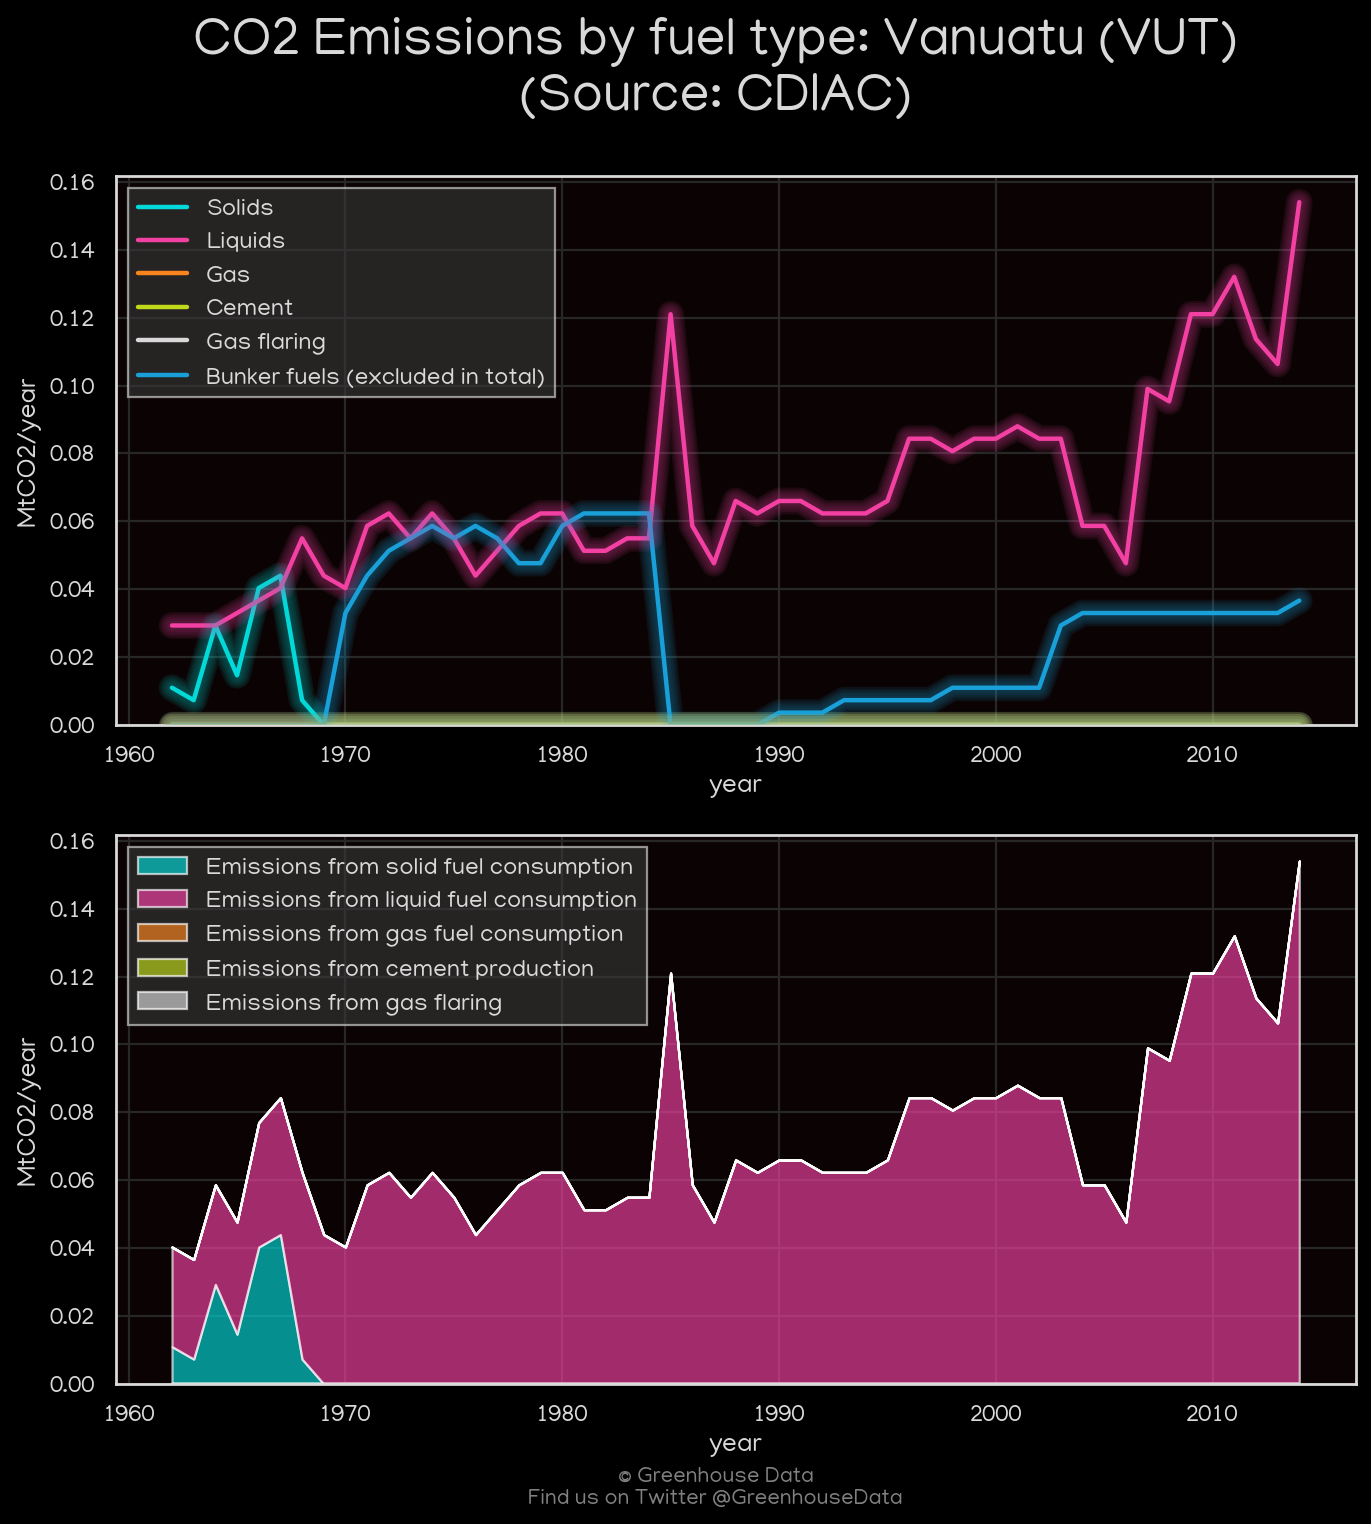 CO2 Emissions by fuel type: Vanuatu (VUT)
(Source: CDIAC)
0.16
0.14
0.12
0.10
0.08
0.06
0.04
0.02
0.00
MtCO2/year
Solids
Liquids
Gas
Cement
Gas flaring
Bunker fuels (excluded in total)
1960 1970 1980 1990 2000 2010
year
0.16
0.14
0.12
0.10
0.08
0.06
0.04
0.02
0.00
MtCO2/year
Emissions from solid fuel consumption
Emissions from liquid fuel consumption
Emissions from gas fuel consumption
Emissions from cement production
Emissions from gas flaring
1960 1970 1980 1990 2000 2010
year
© Greenhouse Data
Find us on Twitter @GreenhouseData